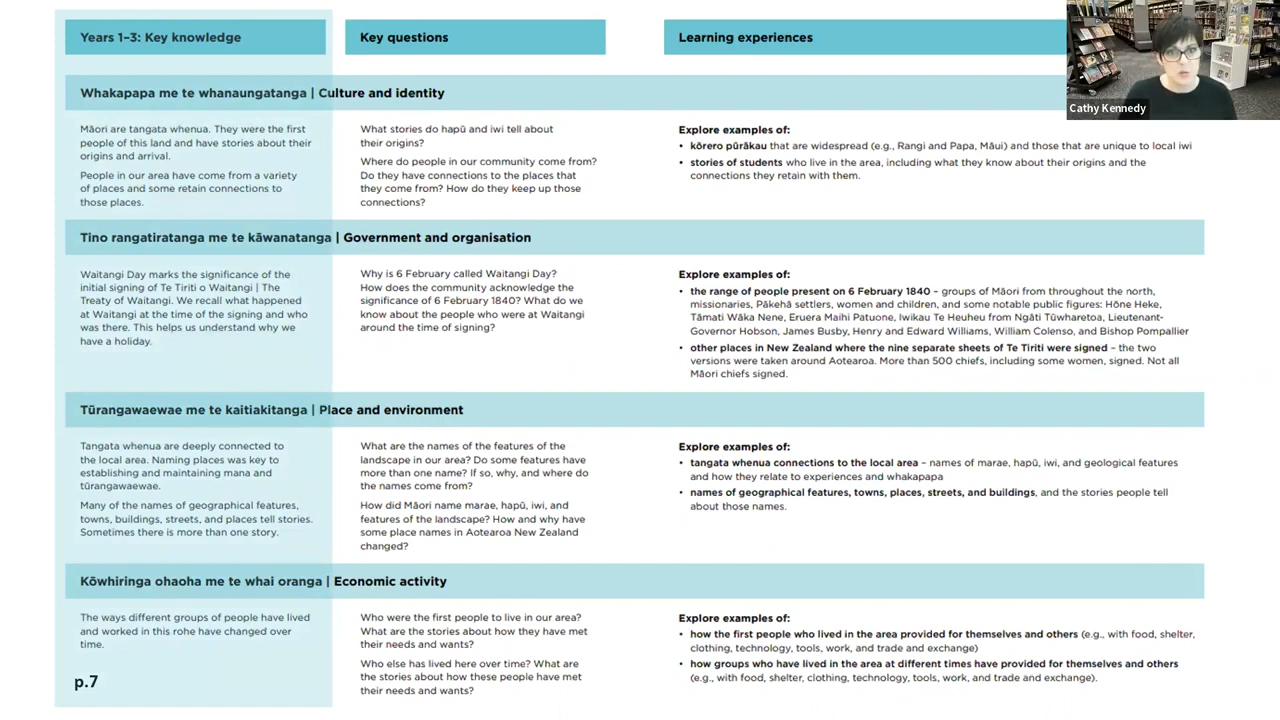 Years 1–3: Key knowledge
Key questions
Learning experiences
Cathy Kennedy
Whakapapa me te whanaungatanga | Culture and identity
Māori are tangata whenua. They were the first
people of this land and have stories about their
origins and arrival.
People in our area have come from a variety
of places and some retain connections to
those places.
What stories do hapū and iwi tell about
their origins?
Where do people in our community come from?
Do they have connections to the places that
they come from? How do they keep up those
connections?
Explore examples of:
• kōrero pūrākau that are widespread (e.g., Rangi and Papa, Māui) and those that are unique to local iwi
• stories of students who live in the area, including what they know about their origins and the
connections they retain with them.
Tino rangatiratanga me te kāwanatanga | Government and organisation
Waitangi Day marks the significance of the
initial signing of Te Tiriti o Waitangi | The
Treaty of Waitangi. We recall what happened
at Waitangi at the time of the signing and who
was there. This helps us understand why we
have a holiday.
Why is 6 February called Waitangi Day?
How does the community acknowledge the
significance of 6 February 1840? What do we
know about the people who were at Waitangi
around the time of signing?
Explore examples of:
• the range of people present on 6 February 1840 – groups of Māori from throughout the north,
missionaries, Pākehā settlers, women and children, and some notable public figures: Hōne Heke,
Tāmati Wāka Nene, Eruera Maihi Patuone, Iwikau Te Heuheu from Ngāti Tūwharetoa, Lieutenant-
Governor Hobson, James Busby, Henry and Edward Williams, William Colenso, and Bishop Pompallier
• other places in New Zealand where the nine separate sheets of Te Tiriti were signed – the two
versions were taken around Aotearoa. More than 500 chiefs, including some women, signed. Not all
Māori chiefs signed.
Tūrangawaewae me te kaitiakitanga | Place and environment
Tangata whenua are deeply connected to
the local area. Naming places was key to
establishing and maintaining mana and
tūrangawaewae.
Many of the names of geographical features,
towns, buildings, streets, and places tell stories.
Sometimes there is more than one story.
What are the names of the features of the
landscape in our area? Do some features have
more than one name? If so, why, and where do
the names come from?
How did Māori name marae, hapū, iwi, and
features of the landscape? How and why have
some place names in Aotearoa New Zealand
changed?
Explore examples of:
• tangata whenua connections to the local area – names of marae, hapū, iwi, and geological features
and how they relate to experiences and whakapapa
• names of geographical features, towns, places, streets, and buildings, and the stories people tell
about those names.
Kōwhiringa ohaoha me te whai oranga | Economic activity
The ways different groups of people have lived
and worked in this rohe have changed over
time.
Who were the first people to live in our area?
What are the stories about how they have met
their needs and wants?
Who else has lived here over time? What are
the stories about how these people have met
their needs and wants?
Explore examples of:
• how the first people who lived in the area provided for themselves and others (e.g., with food, shelter,
clothing, technology, tools, work, and trade and exchange)
• how groups who have lived in the area at different times have provided for themselves and others
(e.g., with food, shelter, clothing, technology, tools, work, and trade and exchange).
p.7